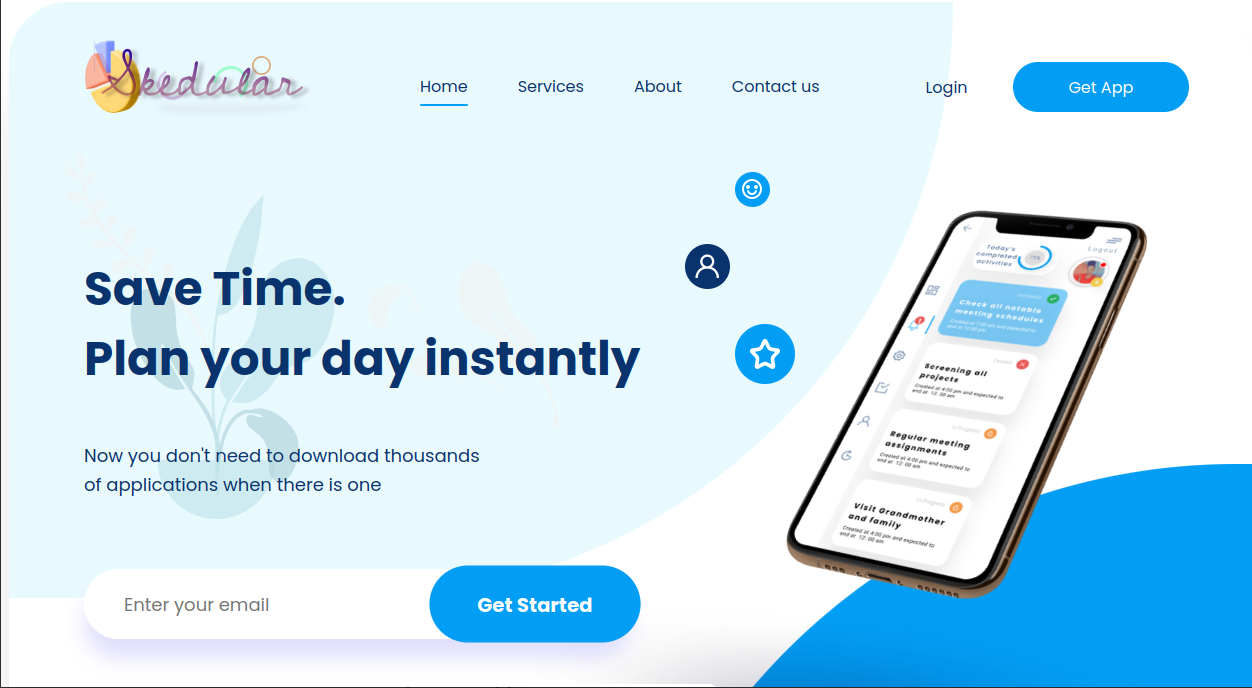 Skedular
Home Services About Contact us Login Get App
Save Time.
Plan your day instantly
Now you don't need to download thousands
of applications when there is one
Enter your email Get Started
Logout
Today's
completed
activities
75%
Completed
Check all notable
meeting schedules
Created at 7:00 pm and expected to
end at 12:00 pm
Screening all
projects
Created at 4:00 pm and expected to
end at 12: 00 am
In Progress
Regular meeting
assignments
Created at 4:00 pm and expected to
end at 12: 00 am
In Progress
Visit Grandmother
and family
Created at 4:00 pm and expected to
end at 12: 00 am